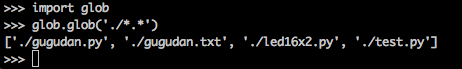 >>> import glob
>>> glob.glob('./*.*')
['./gugudan.py', './gugudan.txt', './led16x2.py', './test.py']
>>>